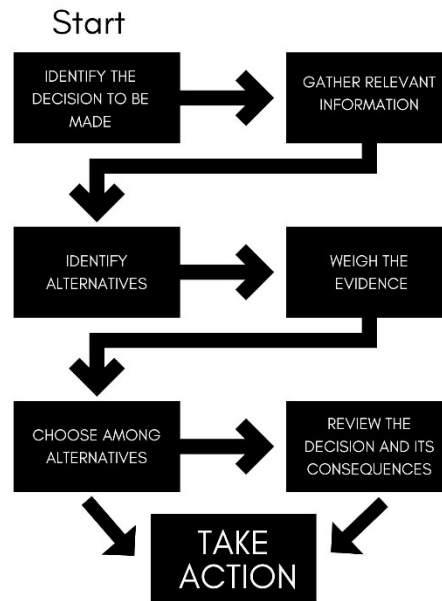 Start
IDENTIFY THE
DECISION TO BE
MADE
GATHER RELEVANT
INFORMATION
IDENTIFY
ALTERNATIVES
WEIGH THE
EVIDENCE
CHOOSE AMONG
ALTERNATIVES
REVIEW THE
DECISION AND ITS
CONSEQUENCES
TAKE
ACTION